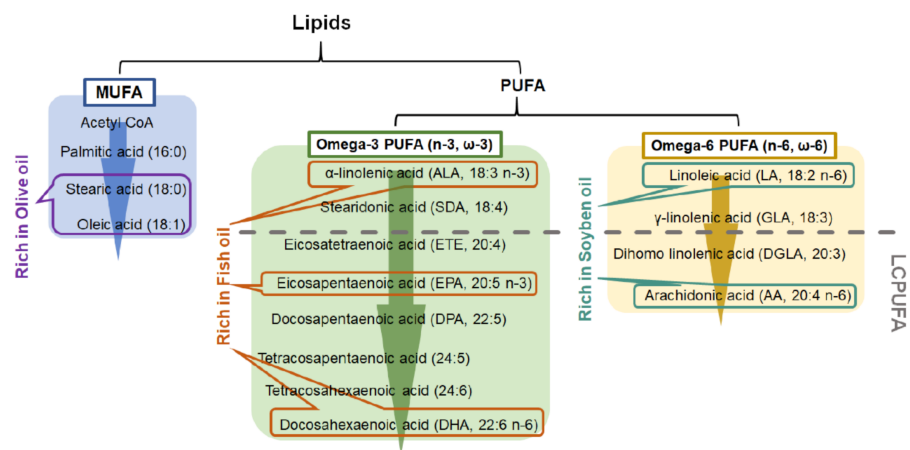 Lipids
MUFA
Acetyl CoA
Palmitic acid (16:0)
Stearic acid (18:0)
Oleic acid (18:1)
Rich in Olive oil
PUFA
Omega-3 PUFA (n-3, ω-3)
α-linolenic acid (ALA, 18:3 n-3)
Stearidonic acid (SDA, 18:4)
Eicosatetraenoic acid (ETE, 20:4)
Eicosapentaenoic acid (EPA, 20:5 n-3)
Docosapentaenoic acid (DPA, 22:5)
Tetracosapentaenoic acid (24:5)
Tetracosahexaenoic acid (24:6)
Docosahexaenoic acid (DHA, 22:6 n-6)
Rich in Fish oil
Omega-6 PUFA (n-6, ω-6)
Linoleic acid (LA, 18:2 n-6)
γ-linolenic acid (GLA, 18:3)
Dihomo linolenic acid (DGLA, 20:3)
Arachidonic acid (AA, 20:4 n-6)
Rich in Soyben oil
LCPUFA